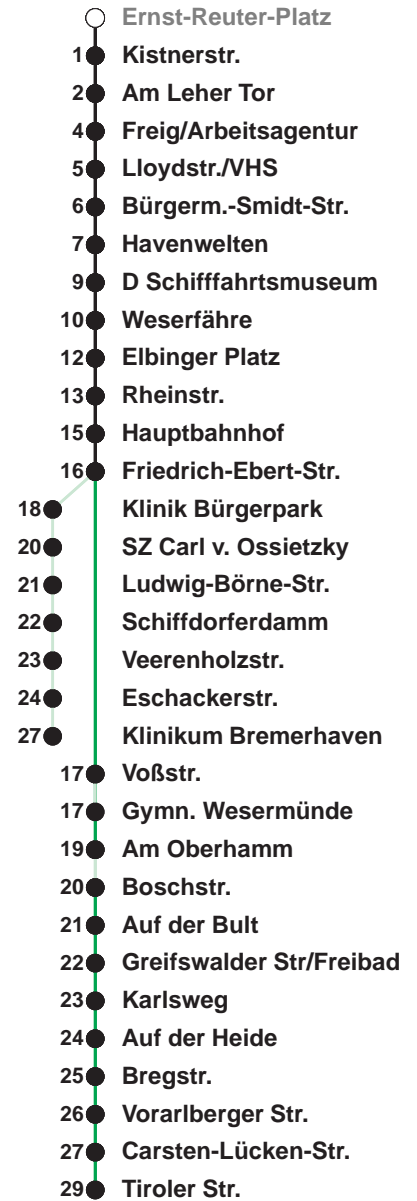 Ernst-Reuter-Platz
1 Kistnerstr.
2 Am Leher Tor
4 Freig/Arbeitsagentur
5 Lloydstr./VHS
6 Bürgerm.-Smidt-Str.
7 Havenwelten
9 D Schifffahrtsmuseum
10 Weserfähre
12 Elbinger Platz
13 Rheinstr.
15 Hauptbahnhof
16 Friedrich-Ebert-Str.
18 Klinik Bürgerpark
20 SZ Carl v. Ossietzky
21 Ludwig-Börne-Str.
22 Schiffdorferdamm
23 Veerenholzstr.
24 Eschackerstr.
27 Klinikum Bremerhaven
17 Voßstr.
17 Gymn. Wesermünde
19 Am Oberhamm
20 Boschstr.
21 Auf der Bult
22 Greifswalder Str/Freibad
23 Karlsweg
24 Auf der Heide
25 Bregstr.
26 Vorarlberger Str.
27 Carsten-Lücken-Str.
29 Tiroler Str.